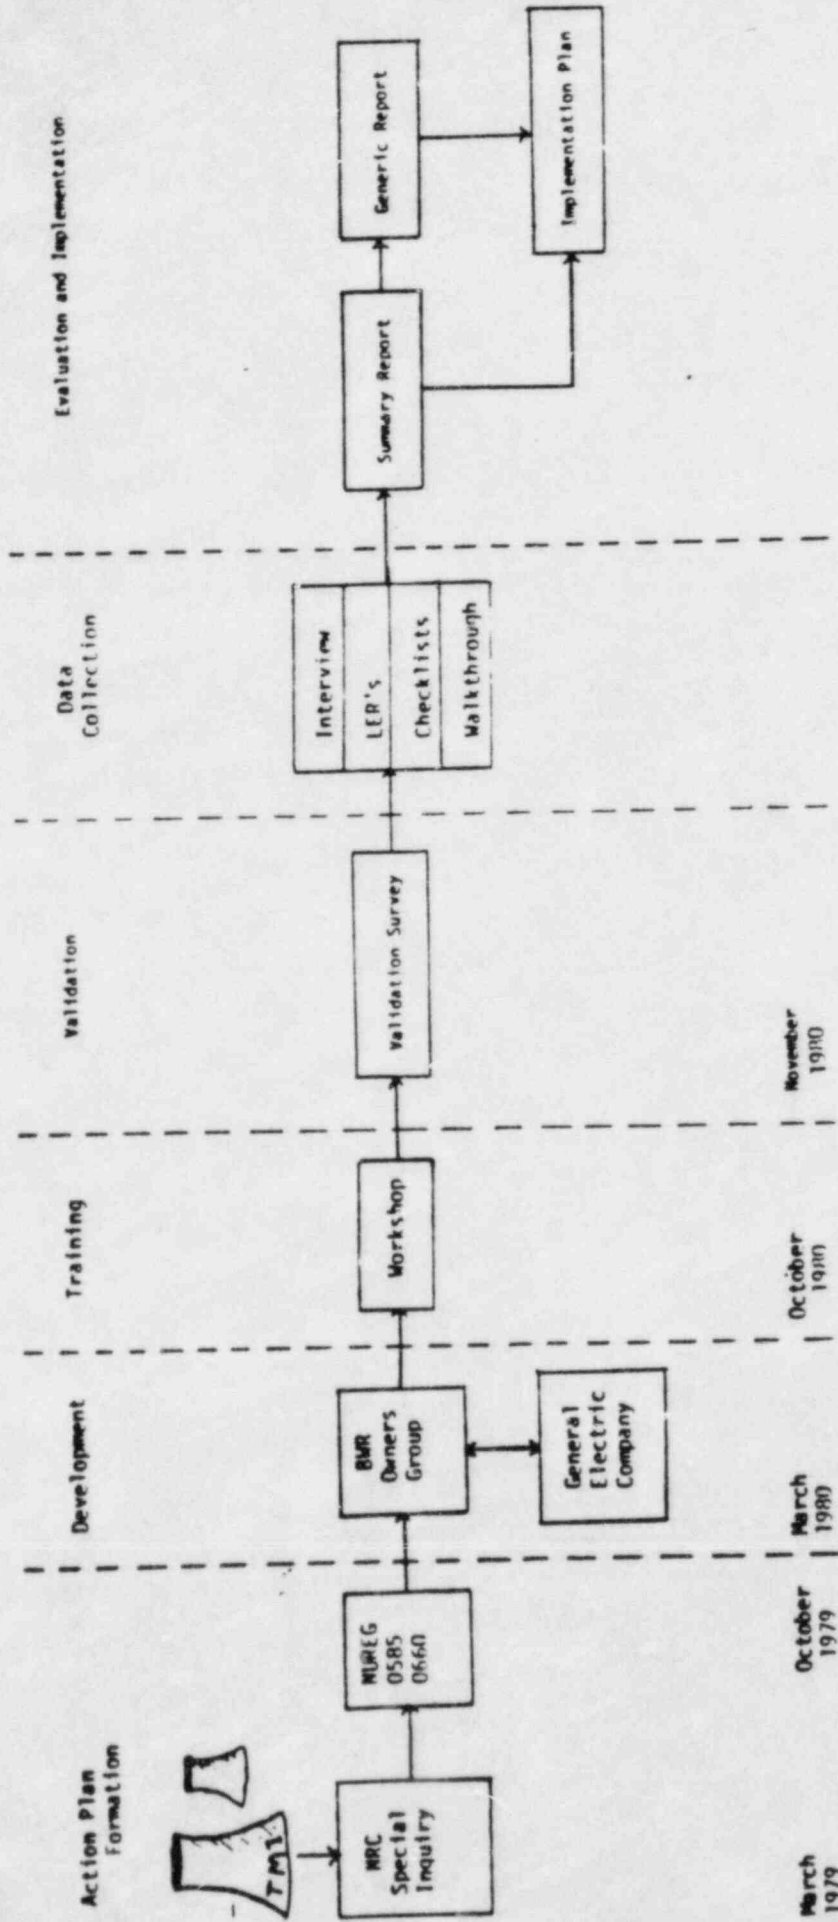 Action Plan
Formation
Development
Training
Validation
Data
Collection
Evaluation and Implementation
TMI
NRC
Special
Inquiry
NUREG
0585
0660
BWR
Owners
Group
General
Electric
Company
Workshop
Validation Survey
Interview
LER's
Checklists
Walkthrough
Summary Report
Generic Report
Implementation Plan
March
1979
October
1979
March
1980
October
1980
November
1980